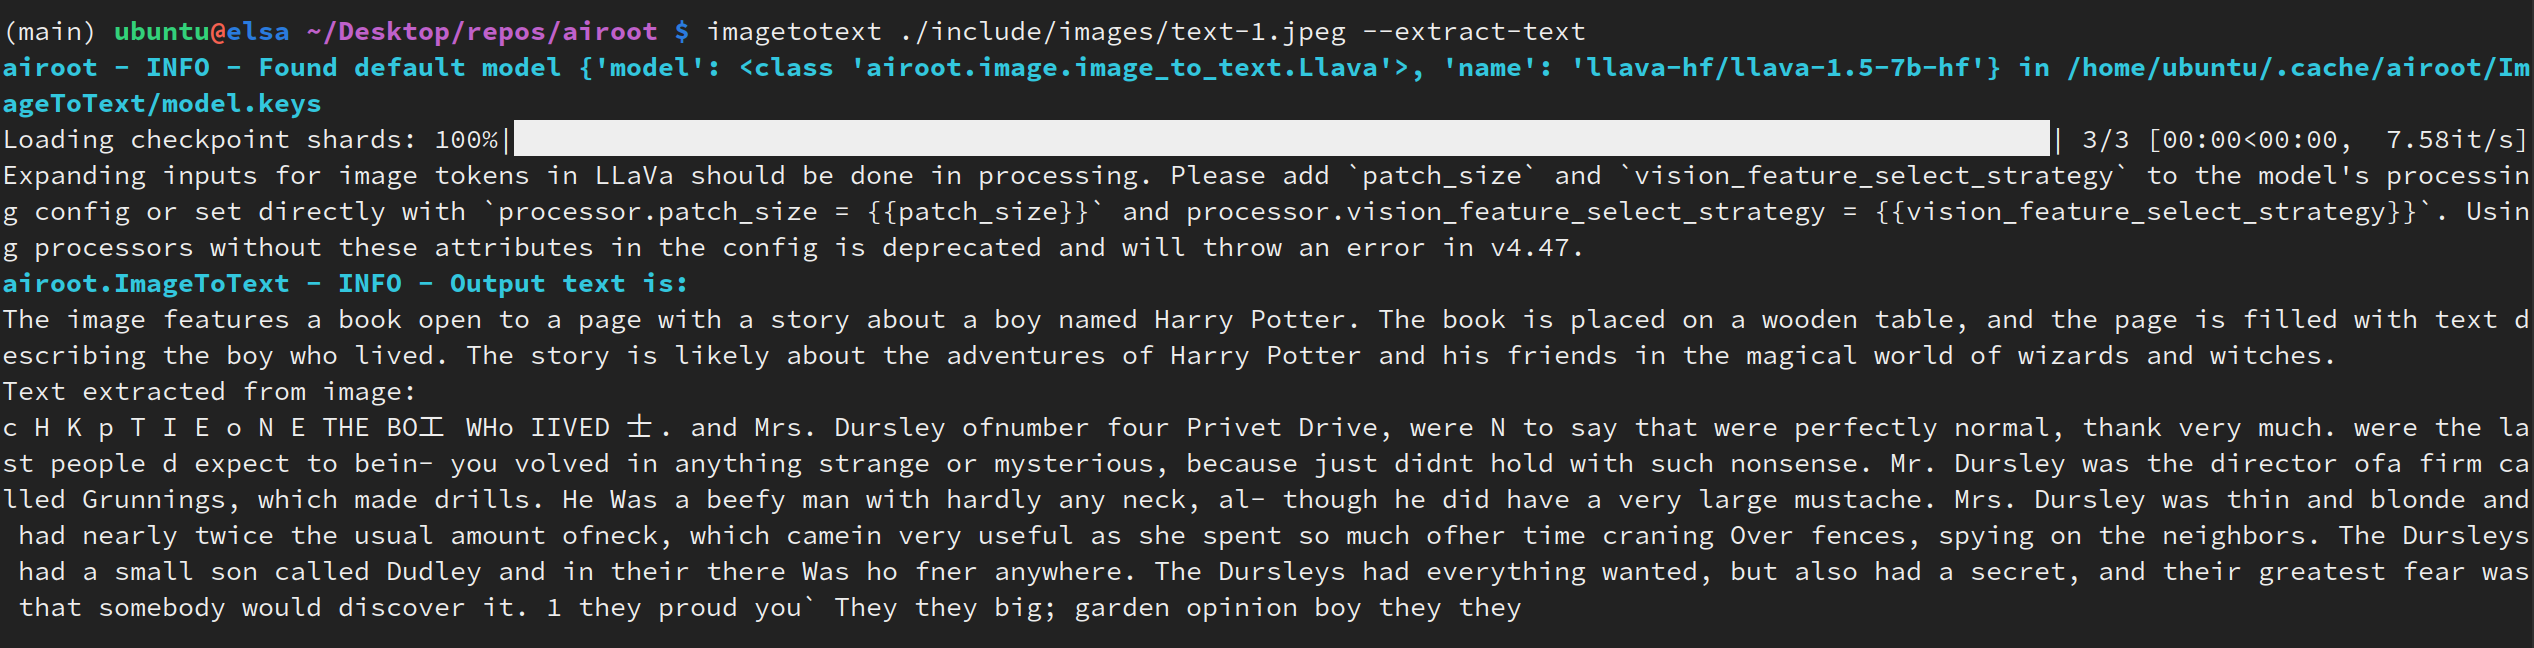 (main) ubuntu@elsa ~/Desktop/repos/airoot $ imagetotext ./include/images/text-1.jpeg --extract-text
airoot - INFO - Found default model {'model': <class 'airoot.image.image_to_text.Llava'>, 'name': 'llava-hf/llava-1.5-7b-hf'} in /home/ubuntu/.cache/airoot/Im
ageToText/model.keys
Loading checkpoint shards: 100%|| 3/3 [00:00<00:00,  7.58it/s]
Expanding inputs for image tokens in LLaVa should be done in processing. Please add `patch_size` and `vision_feature_select_strategy` to the model's processin
g config or set directly with `processor.patch_size = {{patch_size}}` and processor.vision_feature_select_strategy = {{vision_feature_select_strategy}}`. Usin
g processors without these attributes in the config is deprecated and will throw an error in v4.47.
airoot.ImageToText - INFO - Output text is:
The image features a book open to a page with a story about a boy named Harry Potter. The book is placed on a wooden table, and the page is filled with text d
escribing the boy who lived. The story is likely about the adventures of Harry Potter and his friends in the magical world of wizards and witches.
Text extracted from image:
c H K p T I E o N E THE BO工 WHo IIVED 士. and Mrs. Dursley ofnumber four Privet Drive, were N to say that were perfectly normal, thank very much. were the la
st people d expect to bein- you volved in anything strange or mysterious, because just didnt hold with such nonsense. Mr. Dursley was the director ofa firm ca
lled Grunnings, which made drills. He Was a beefy man with hardly any neck, al- though he did have a very large mustache. Mrs. Dursley was thin and blonde and
 had nearly twice the usual amount ofneck, which camein very useful as she spent so much ofher time craning Over fences, spying on the neighbors. The Dursleys
 had a small son called Dudley and in their there Was ho fner anywhere. The Dursleys had everything wanted, but also had a secret, and their greatest fear was
 that somebody would discover it. 1 they proud you` They they big; garden opinion boy they they